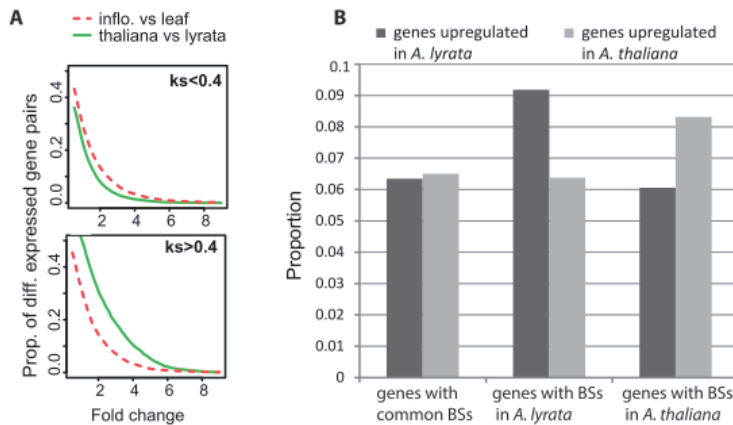 A
inflo. vs leaf
thaliana vs lyrata
Prop. of diff. expressed gene pairs
ks<0.4
0.4
0.2
0.0
2 4 6 8
ks>0.4
0.4
0.2
0.0
2 4 6 8
Fold change
B
genes upregulated
in A. lyrata
genes upregulated
in A. thaliana
Proportion
0.1
0.09
0.08
0.07
0.06
0.05
0.04
0.03
0.02
0.01
0
genes with
common BSs
genes with BSs
in A. lyrata
genes with BSs
in A. thaliana